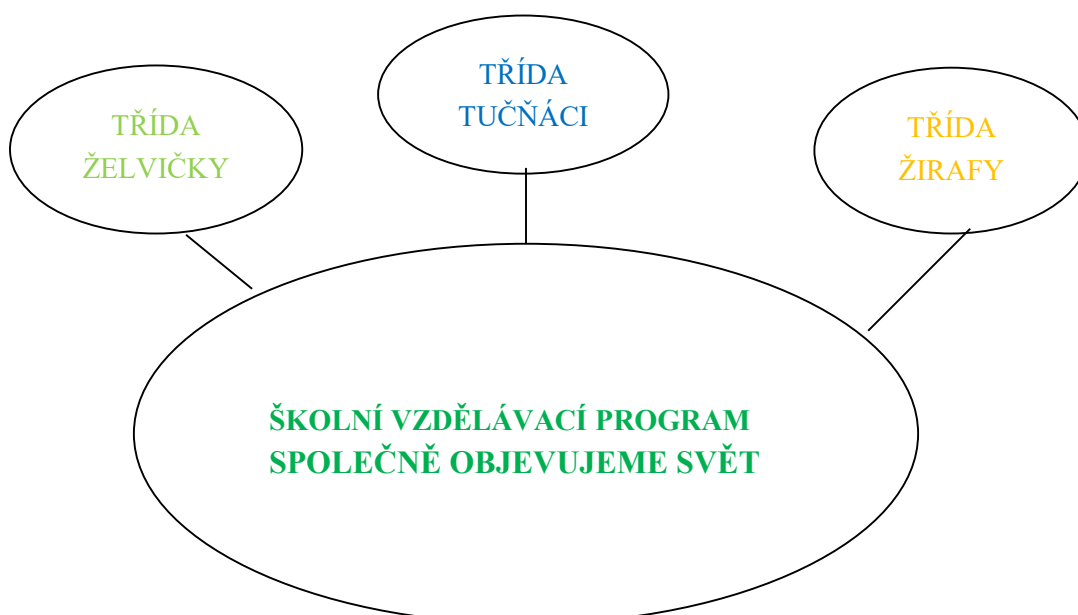 TŘÍDA
ŽELVIČKY
TŘÍDA
TUČŇÁCI
TŘÍDA
ŽIRAFY
ŠKOLNÍ VZDĚLÁVACÍ PROGRAM
SPOLEČNĚ OBJEVUJEME SVĚT